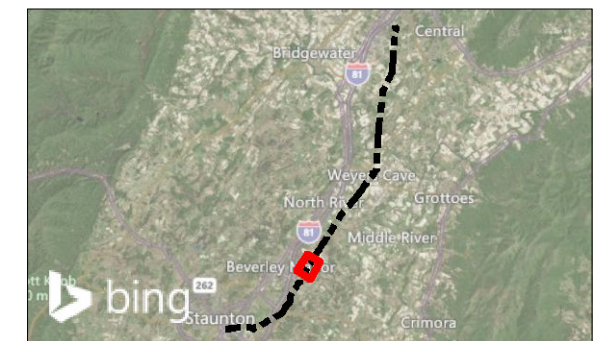 Central
Bridgewater
81
Weyers Cave
North River
Grottoes
81
Middle River
Beverley Manor
262
bing
Staunton
Crimora